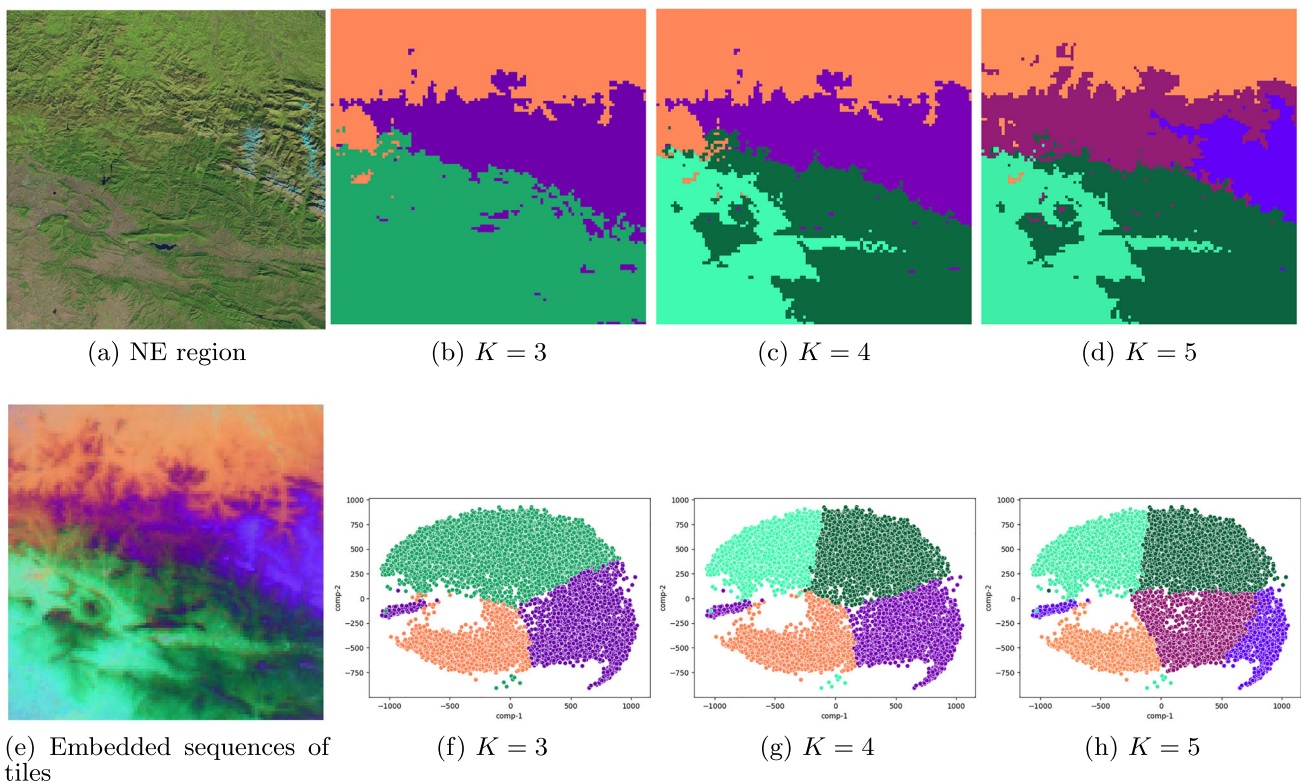 (a) NE region
(b) K = 3
(c) K = 4
(d) K = 5
1000
750
500
250
0
−250
−500
−750
comp-2
−1000
−500
0
500
1000
comp-1
1000
750
500
250
0
−250
−500
−750
comp-2
−1000
−500
0
500
1000
comp-1
1000
750
500
250
0
−250
−500
−750
comp-2
−1000
−500
0
500
1000
comp-1
(e) Embedded sequences of
tiles
(f) K = 3
(g) K = 4
(h) K = 5